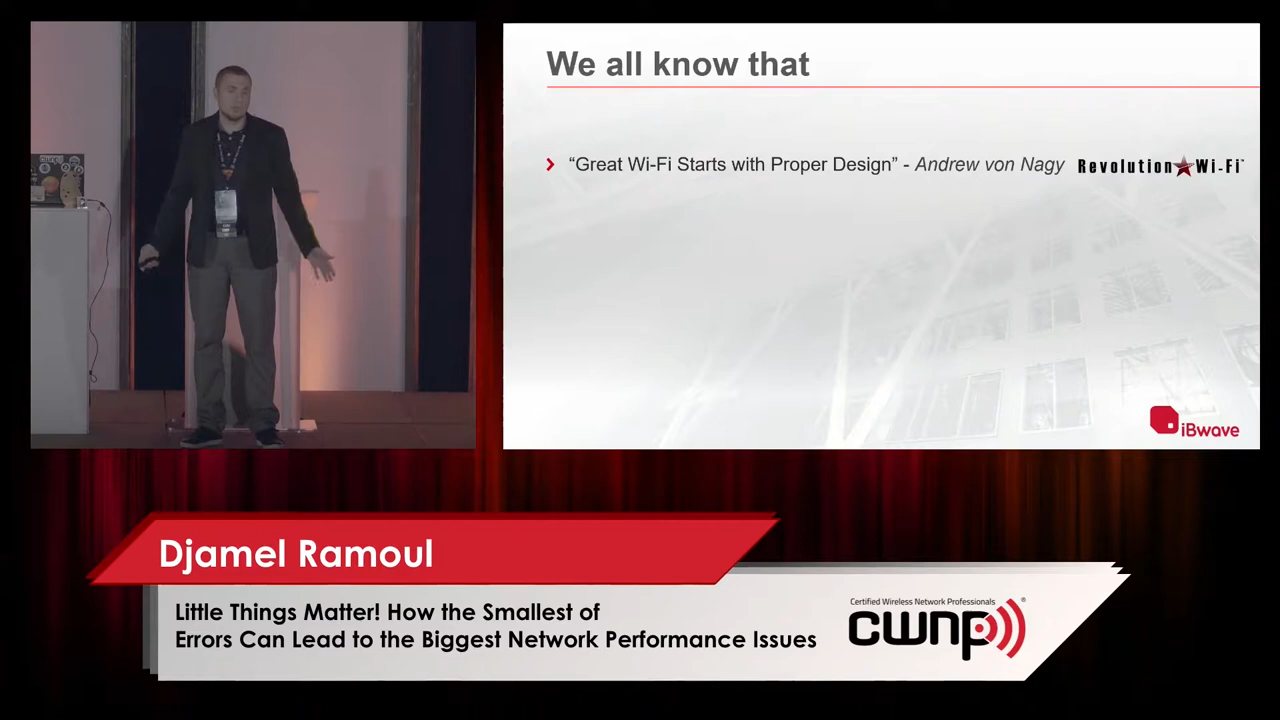 We all know that
“Great Wi-Fi Starts with Proper Design” - Andrew von Nagy
Revolution Wi-Fi™
iBwave
cwnp
Djamel Ramoul
Little Things Matter! How the Smallest of
Errors Can Lead to the Biggest Network Performance Issues
Certified Wireless Network Professionals
cwnp®